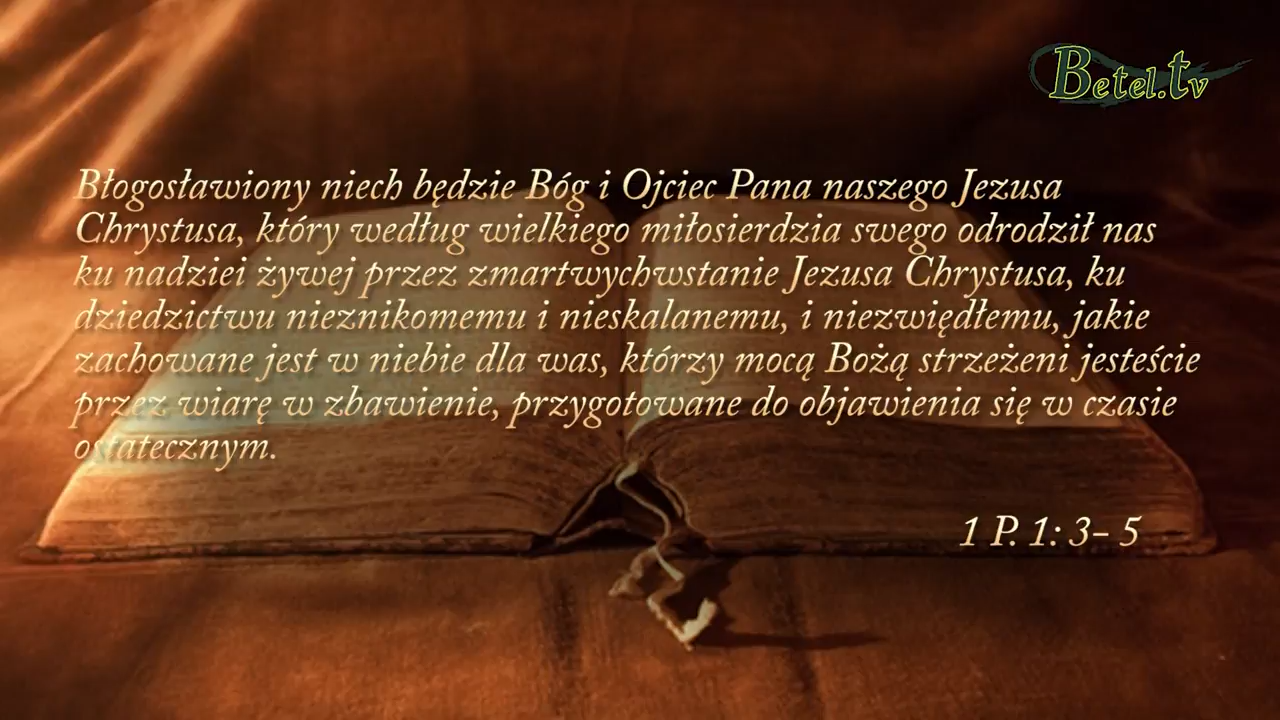 Betel.tv
Błogosławiony niech będzie Bóg i Ojciec Pana naszego Jezusa
Chrystusa, który według wielkiego miłosierdzia swego odrodził nas
ku nadziei żywej przez zmartwychwstanie Jezusa Chrystusa, ku
dziedzictwu nieznikomemu i nieskalanemu, i niezwiędłemu, jakie
zachowane jest w niebie dla was, którzy mocą Bożą strzeżeni jesteście
przez wiarę w zbawienie, przygotowane do objawienia się w czasie
ostatecznym.
1 P. 1: 3– 5